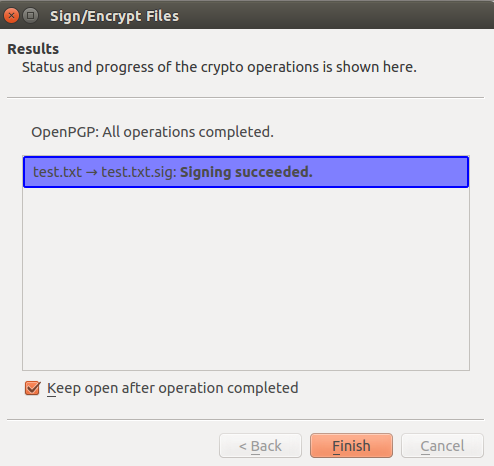 Sign/Encrypt Files
Results
Status and progress of the crypto operations is shown here.
OpenPGP: All operations completed.
test.txt → test.txt.sig: Signing succeeded.
Keep open after operation completed
< Back
Finish
Cancel